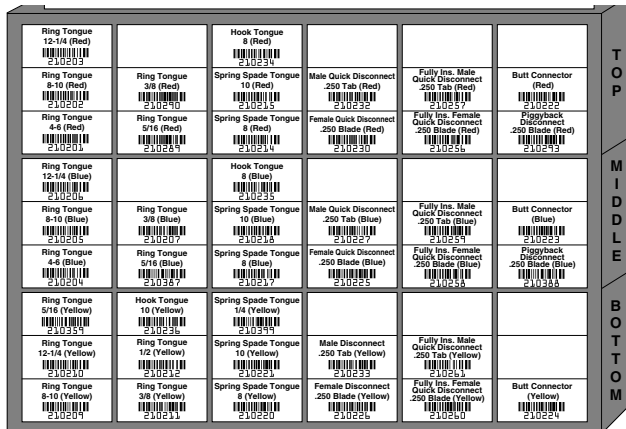 Ring Tongue
12-1/4 (Red)
210203
Hook Tongue
8 (Red)
210234
Ring Tongue
8-10 (Red)
210202
Ring Tongue
3/8 (Red)
210290
Spring Spade Tongue
10 (Red)
210215
Male Quick Disconnect
.250 Tab (Red)
210232
Fully Ins. Male
Quick Disconnect
.250 Tab (Red)
210257
Butt Connector
(Red)
210222
Ring Tongue
4-6 (Red)
210201
Ring Tongue
5/16 (Red)
210289
Spring Spade Tongue
8 (Red)
210214
Female Quick Disconnect
.250 Blade (Red)
210230
Fully Ins. Female
Quick Disconnect
.250 Blade (Red)
210256
Piggyback
Disconnect
.250 Blade (Red)
210293
TOP
Ring Tongue
12-1/4 (Blue)
210206
Hook Tongue
8 (Blue)
210235
Ring Tongue
8-10 (Blue)
210205
Ring Tongue
3/8 (Blue)
210207
Spring Spade Tongue
10 (Blue)
210218
Male Quick Disconnect
.250 Tab (Blue)
210227
Fully Ins. Male
Quick Disconnect
.250 Tab (Blue)
210259
Butt Connector
(Blue)
210223
Ring Tongue
4-6 (Blue)
210204
Ring Tongue
5/16 (Blue)
210387
Spring Spade Tongue
8 (Blue)
210217
Female Quick Disconnect
.250 Blade (Blue)
210225
Fully Ins. Female
Quick Disconnect
.250 Blade (Blue)
210258
Piggyback
Disconnect
.250 Blade (Blue)
210388
MIDDLE
Ring Tongue
5/16 (Yellow)
210359
Hook Tongue
10 (Yellow)
210236
Spring Spade Tongue
1/4 (Yellow)
210399
Ring Tongue
12-1/4 (Yellow)
210210
Ring Tongue
1/2 (Yellow)
210212
Spring Spade Tongue
10 (Yellow)
210221
Male Disconnect
.250 Tab (Yellow)
210233
Fully Ins. Male
Quick Disconnect
.250 Tab (Yellow)
210261
Ring Tongue
8-10 (Yellow)
210209
Ring Tongue
3/8 (Yellow)
210211
Spring Spade Tongue
8 (Yellow)
210220
Female Disconnect
.250 Blade (Yellow)
210226
Fully Ins. Female
Quick Disconnect
.250 Blade (Yellow)
210260
Butt Connector
(Yellow)
210224
BOTTOM